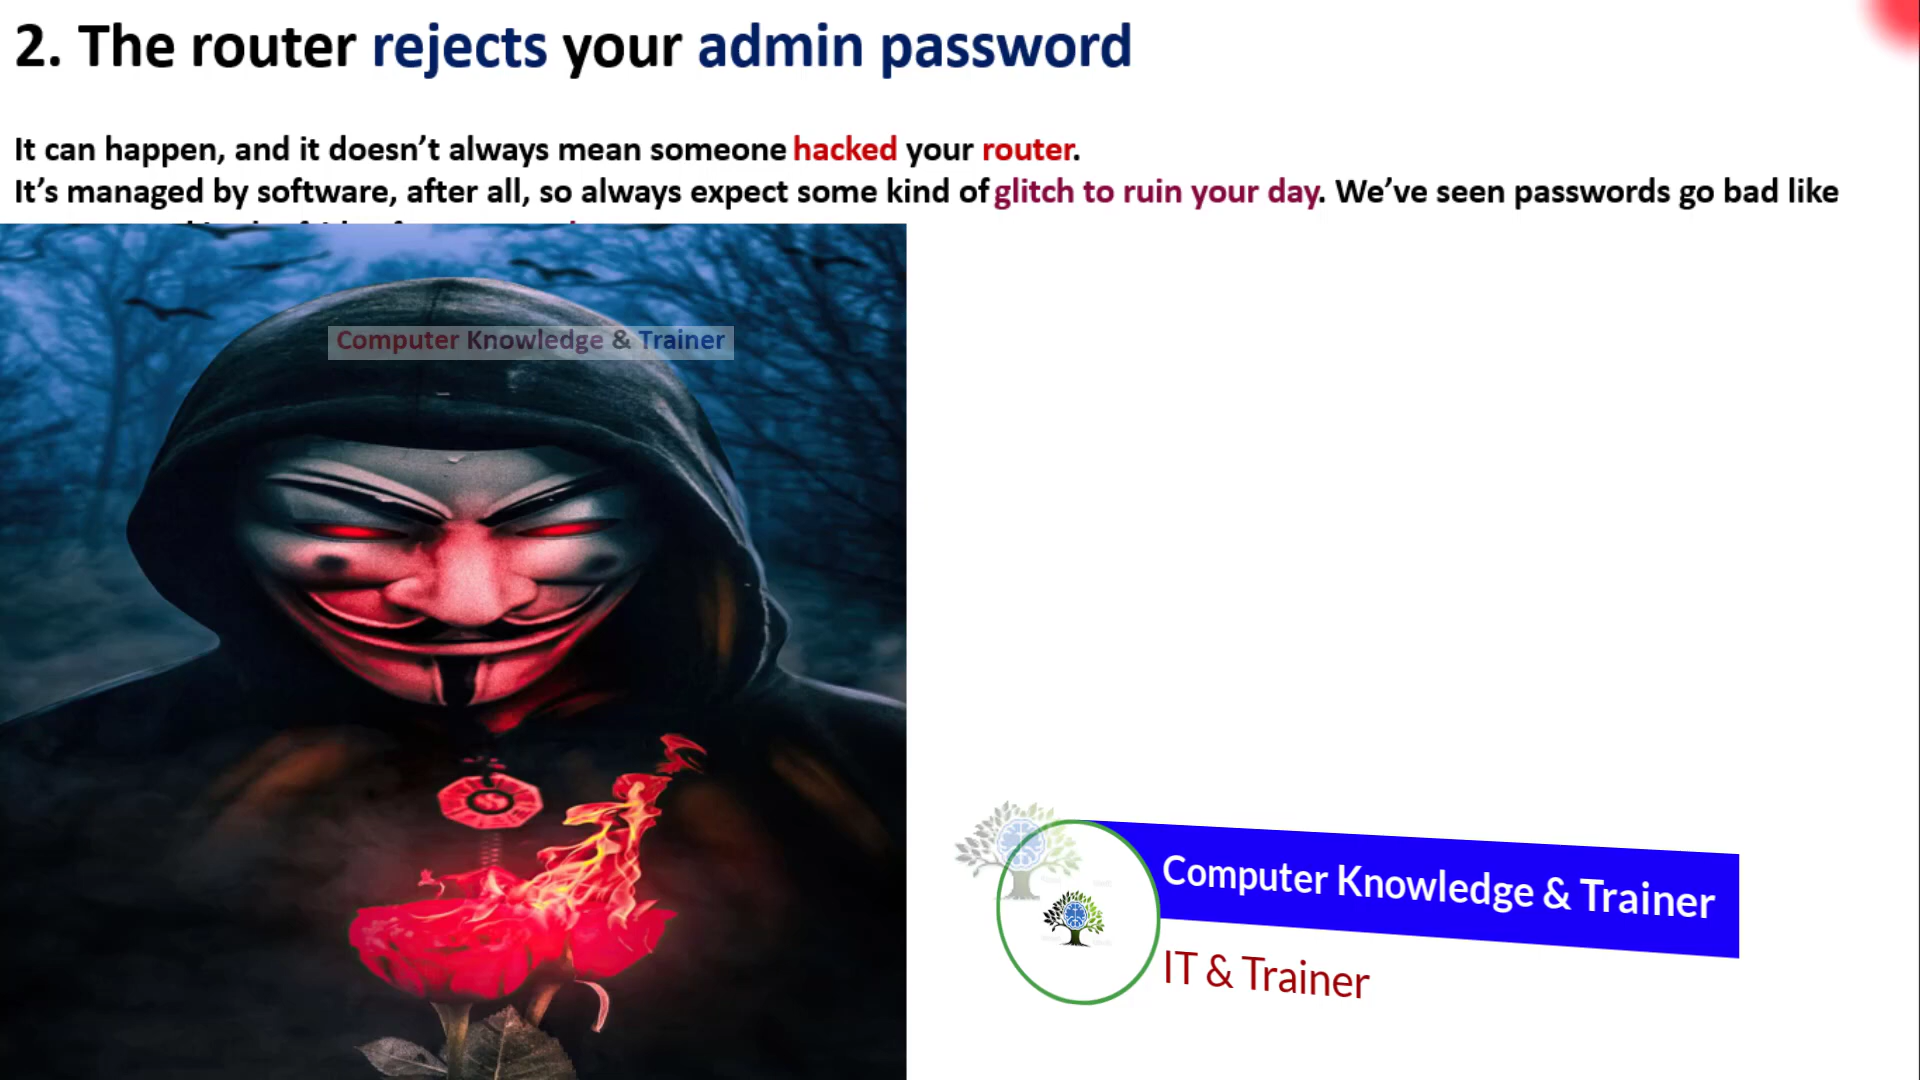 2. The router rejects your admin password
It can happen, and it doesn’t always mean someone hacked your router.
It’s managed by software, after all, so always expect some kind of glitch to ruin your day. We’ve seen passwords go bad like
Computer Knowledge & Trainer
Computer Knowledge & Trainer
IT & Trainer